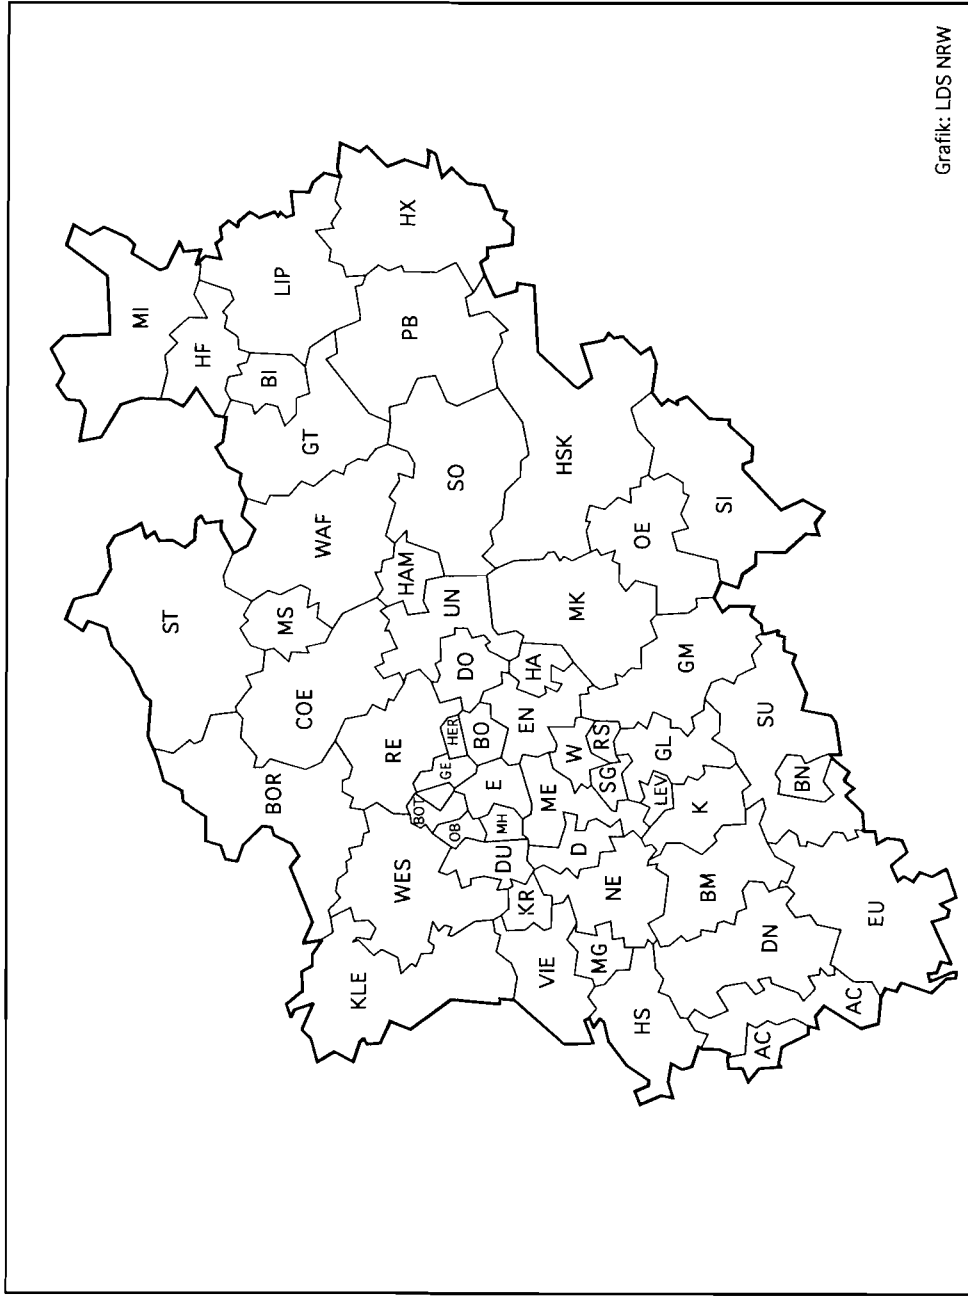 MI
ST
HF
LIP
BI
HX
GT
WAF
MS
PB
COE
BOR
SO
HAM
UN
RE
DO
HSK
KLE
WES
BOT
GE
HER
BO
OB
E
MH
DU
EN
HA
MK
OE
SI
KR
VIE
ME
W
D
RS
SG
GM
NE
MG
LEV
GL
HS
K
SU
BM
BN
DN
EU
AC
AC
Grafik: LDS NRW